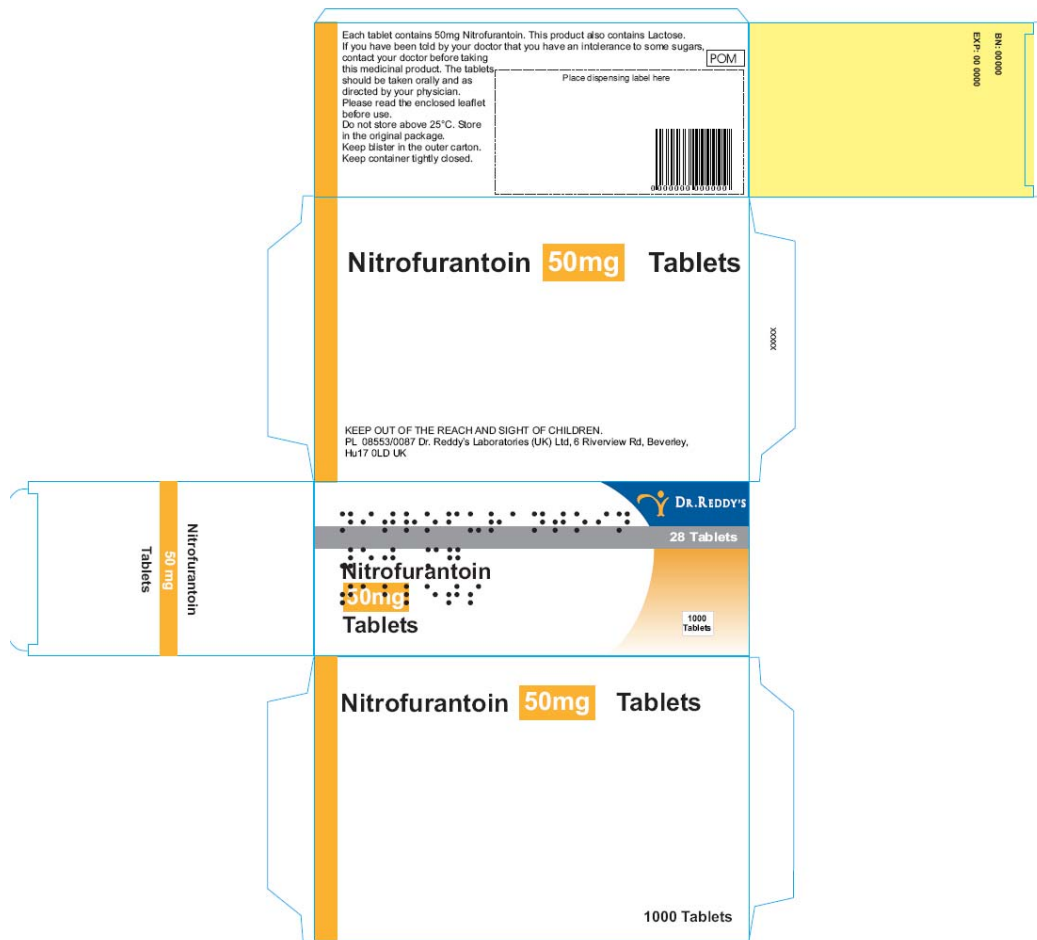 Each tablet contains 50mg Nitrofurantoin. This product also contains Lactose.
If you have been told by your doctor that you have an intolerance to some sugars,
contact your doctor before taking
this medicinal product. The tablets
should be taken orally and as
directed by your physician.
Please read the enclosed leaflet
before use.
Do not store above 25°C. Store
in the original package.
Keep blister in the outer carton.
Keep container tightly closed.
POM
Place dispensing label here
0 000000 000000
BN: 00000
EXP: 00 0000
Nitrofurantoin 50mg Tablets
XXXXX
KEEP OUT OF THE REACH AND SIGHT OF CHILDREN.
PL 08553/0087 Dr. Reddy's Laboratories (UK) Ltd, 6 Riverview Rd, Beverley,
Hu17 0LD UK
Nitrofurantoin
50 mg
Tablets
DR.REDDY'S
28 Tablets
Nitrofurantoin
50mg
Tablets
1000
Tablets
Nitrofurantoin 50mg Tablets
1000 Tablets